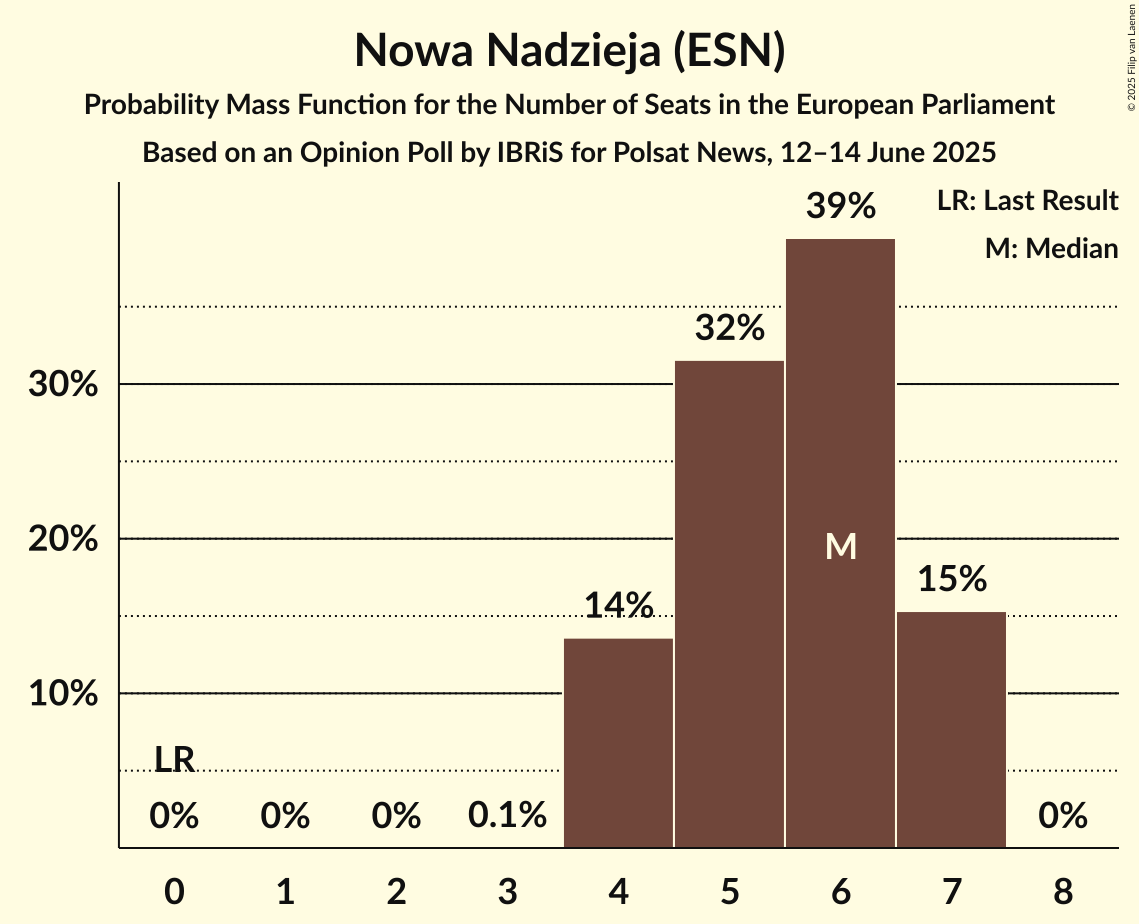 Nowa Nadzieja (ESN)
Probability Mass Function for the Number of Seats in the European Parliament
Based on an Opinion Poll by IBRiS for Polsat News, 12–14 June 2025
© 2025 Filip van Laenen
LR: Last Result
M: Median
39%
32%
30%
20%
M
15%
14%
10%
LR
0%
0%
0%
0.1%
0%
0
1
2
3
4
5
6
7
8